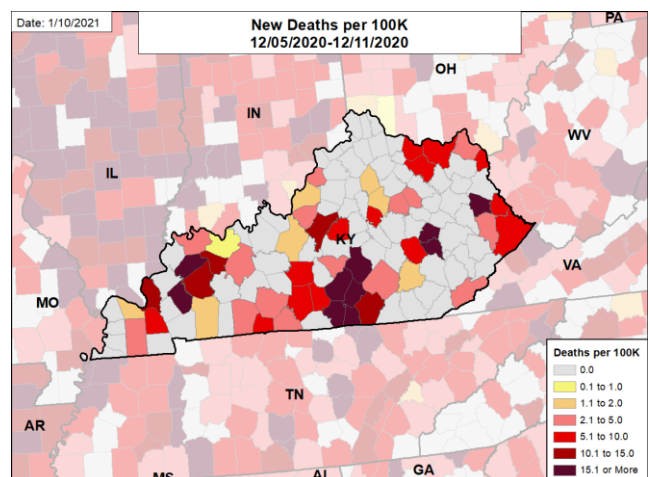 Date: 1/10/2021
New Deaths per 100K
12/05/2020-12/11/2020
PA
OH
IN
WV
IL
KY
VA
MO
TN
AR
MS
AL
GA
Deaths per 100K
0.0
0.1 to 1.0
1.1 to 2.0
2.1 to 5.0
5.1 to 10.0
10.1 to 15.0
15.1 or More